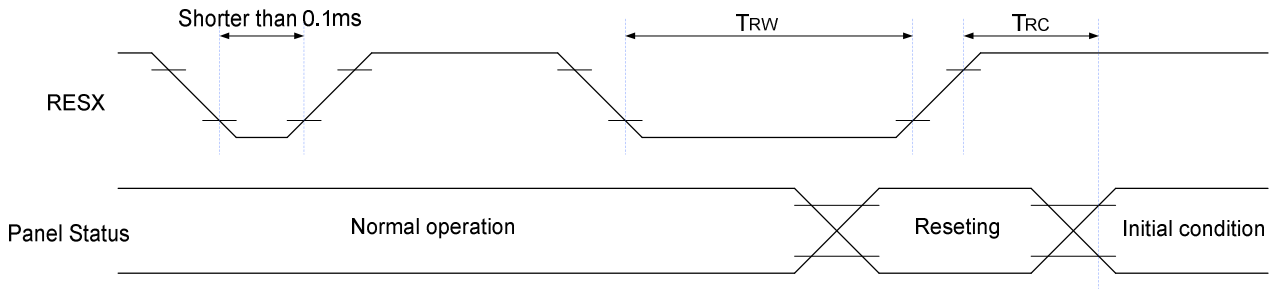 Shorter than 0.1ms
TRW
TRC
RESX
Panel Status
Normal operation
Reseting
Initial condition